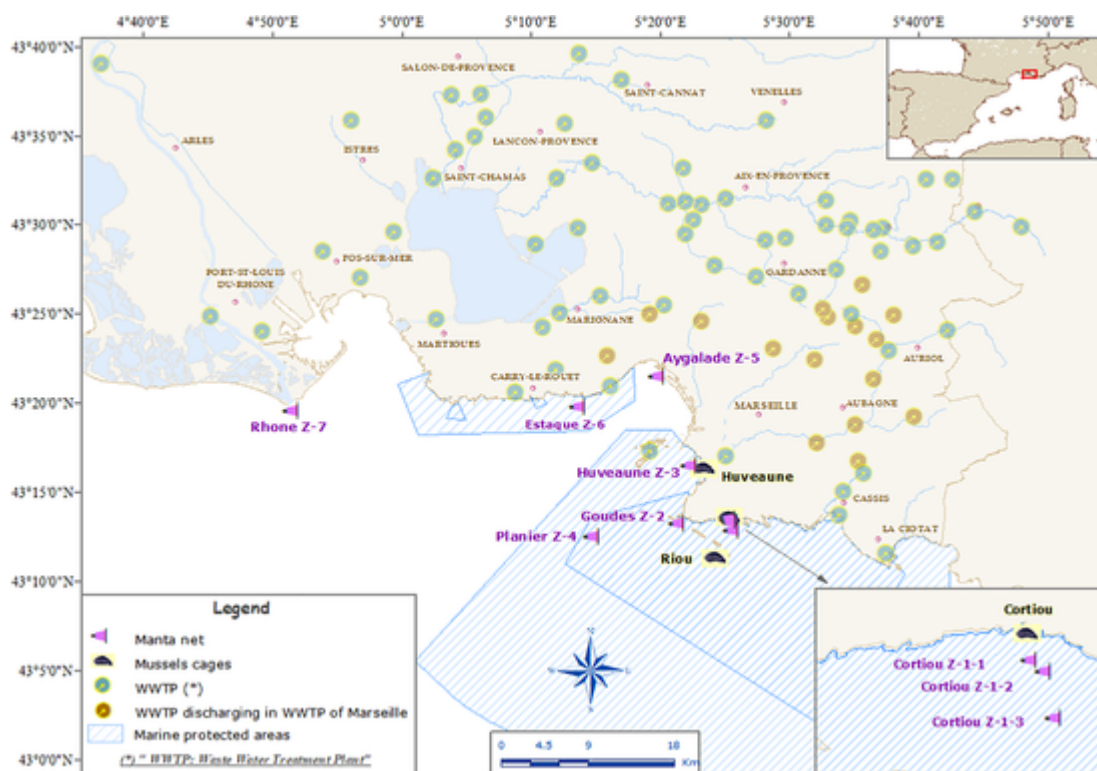 4°40'0"E 4°50'0"E 5°00'0"E 5°10'0"E 5°20'0"E 5°30'0"E 5°40'0"E 5°50'0"E
43°40'0"N
43°35'0"N
43°30'0"N
43°25'0"N
43°20'0"N
43°15'0"N
43°10'0"N
43°5'0"N
43°0'0"N
SALON-DE-PROVENCE
SAINT-CANNAT
VENELLES
ARLES
ISTRES
LANCON-PROVENCE
SAINT-CHAMAS
AIX-EN-PROVENCE
FOS-SUR-MER
GARDANNE
PORT-ST-LOUIS
DU-RHONE
MARIGNANE
MARTIGUES
AURIOL
Aygalade Z-5
CARRY-LE-ROUET
MARSEILLE
AUBAGNE
Rhone Z-7
Estaque Z-6
Huveaune Z-3
Huveaune
CASSIS
Goudes Z-2
LA CIOTAT
Planier Z-4
Riou
Legend
Manta net
Mussels cages
WWTP (*)
WWTP discharging in WWTP of Marseille
Marine protected areas
(*) " WWTP: Waste Water Treatment Plant"
0 4.5 9 18
Km
Cortiou
Cortiou Z-1-1
Cortiou Z-1-2
Cortiou Z-1-3